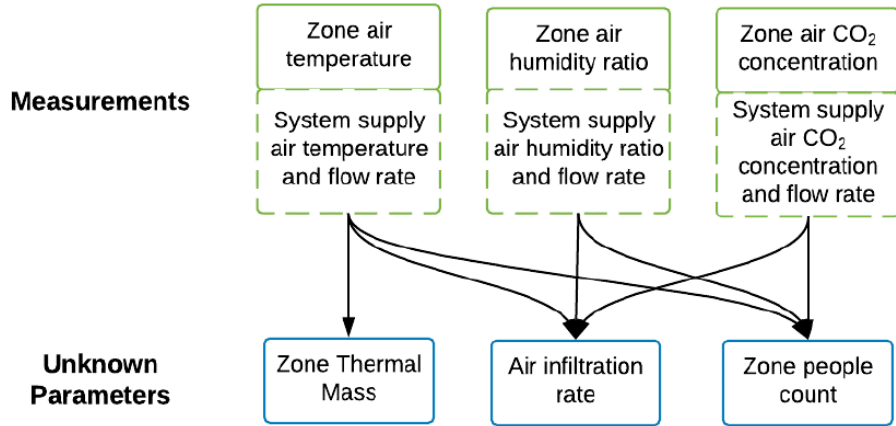 Measurements
Zone air
temperature
System supply
air temperature
and flow rate
Zone air
humidity ratio
System supply
air humidity ratio
and flow rate
Zone air CO₂
concentration
System supply
air CO₂
concentration
and flow rate
Unknown
Parameters
Zone Thermal
Mass
Air infiltration
rate
Zone people
count